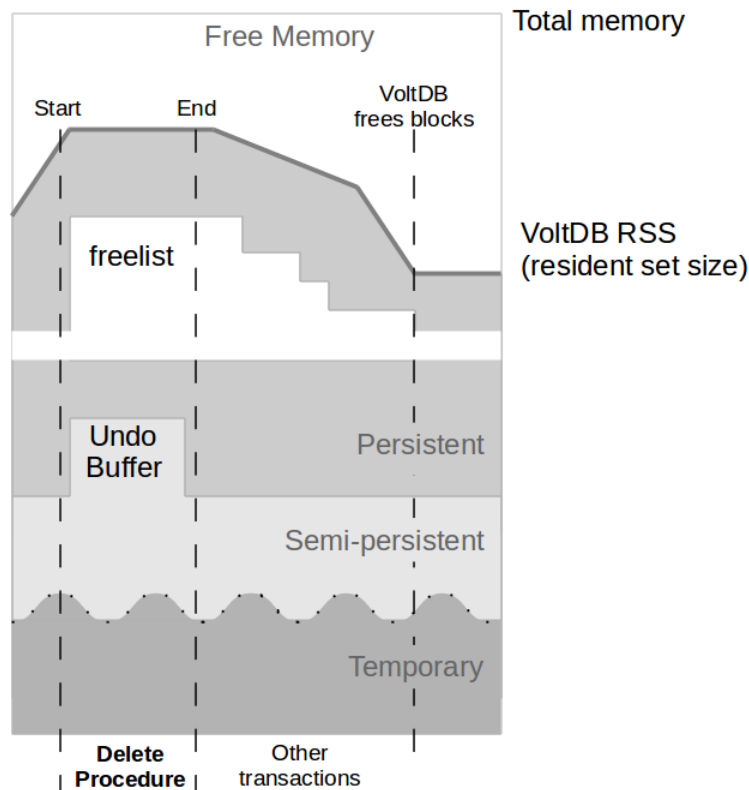 Total memory
Free Memory
Start
End
VoltDB
frees blocks
freelist
VoltDB RSS
(resident set size)
Undo
Buffer
Persistent
Semi-persistent
Temporary
Delete
Procedure
Other
transactions